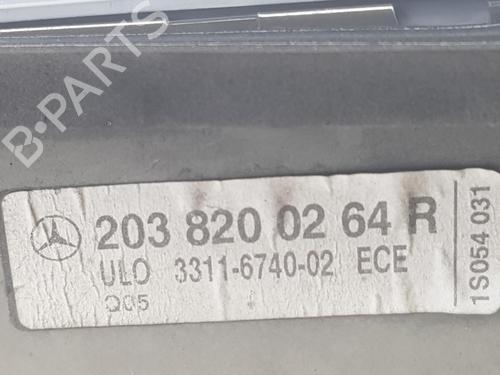 B-PARTS
203 820 02 64 R
ULO 3311-6740-02 ECE
Q05
1S054 031